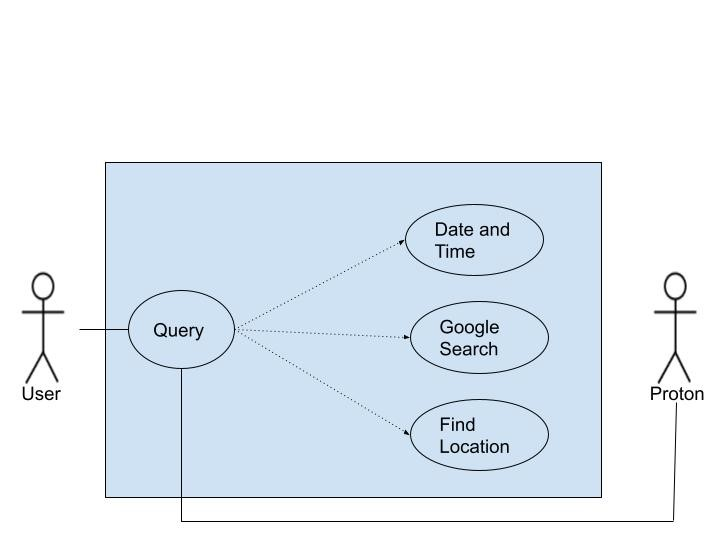 Date and
Time
Google
Search
Query
User
Proton
Find
Location